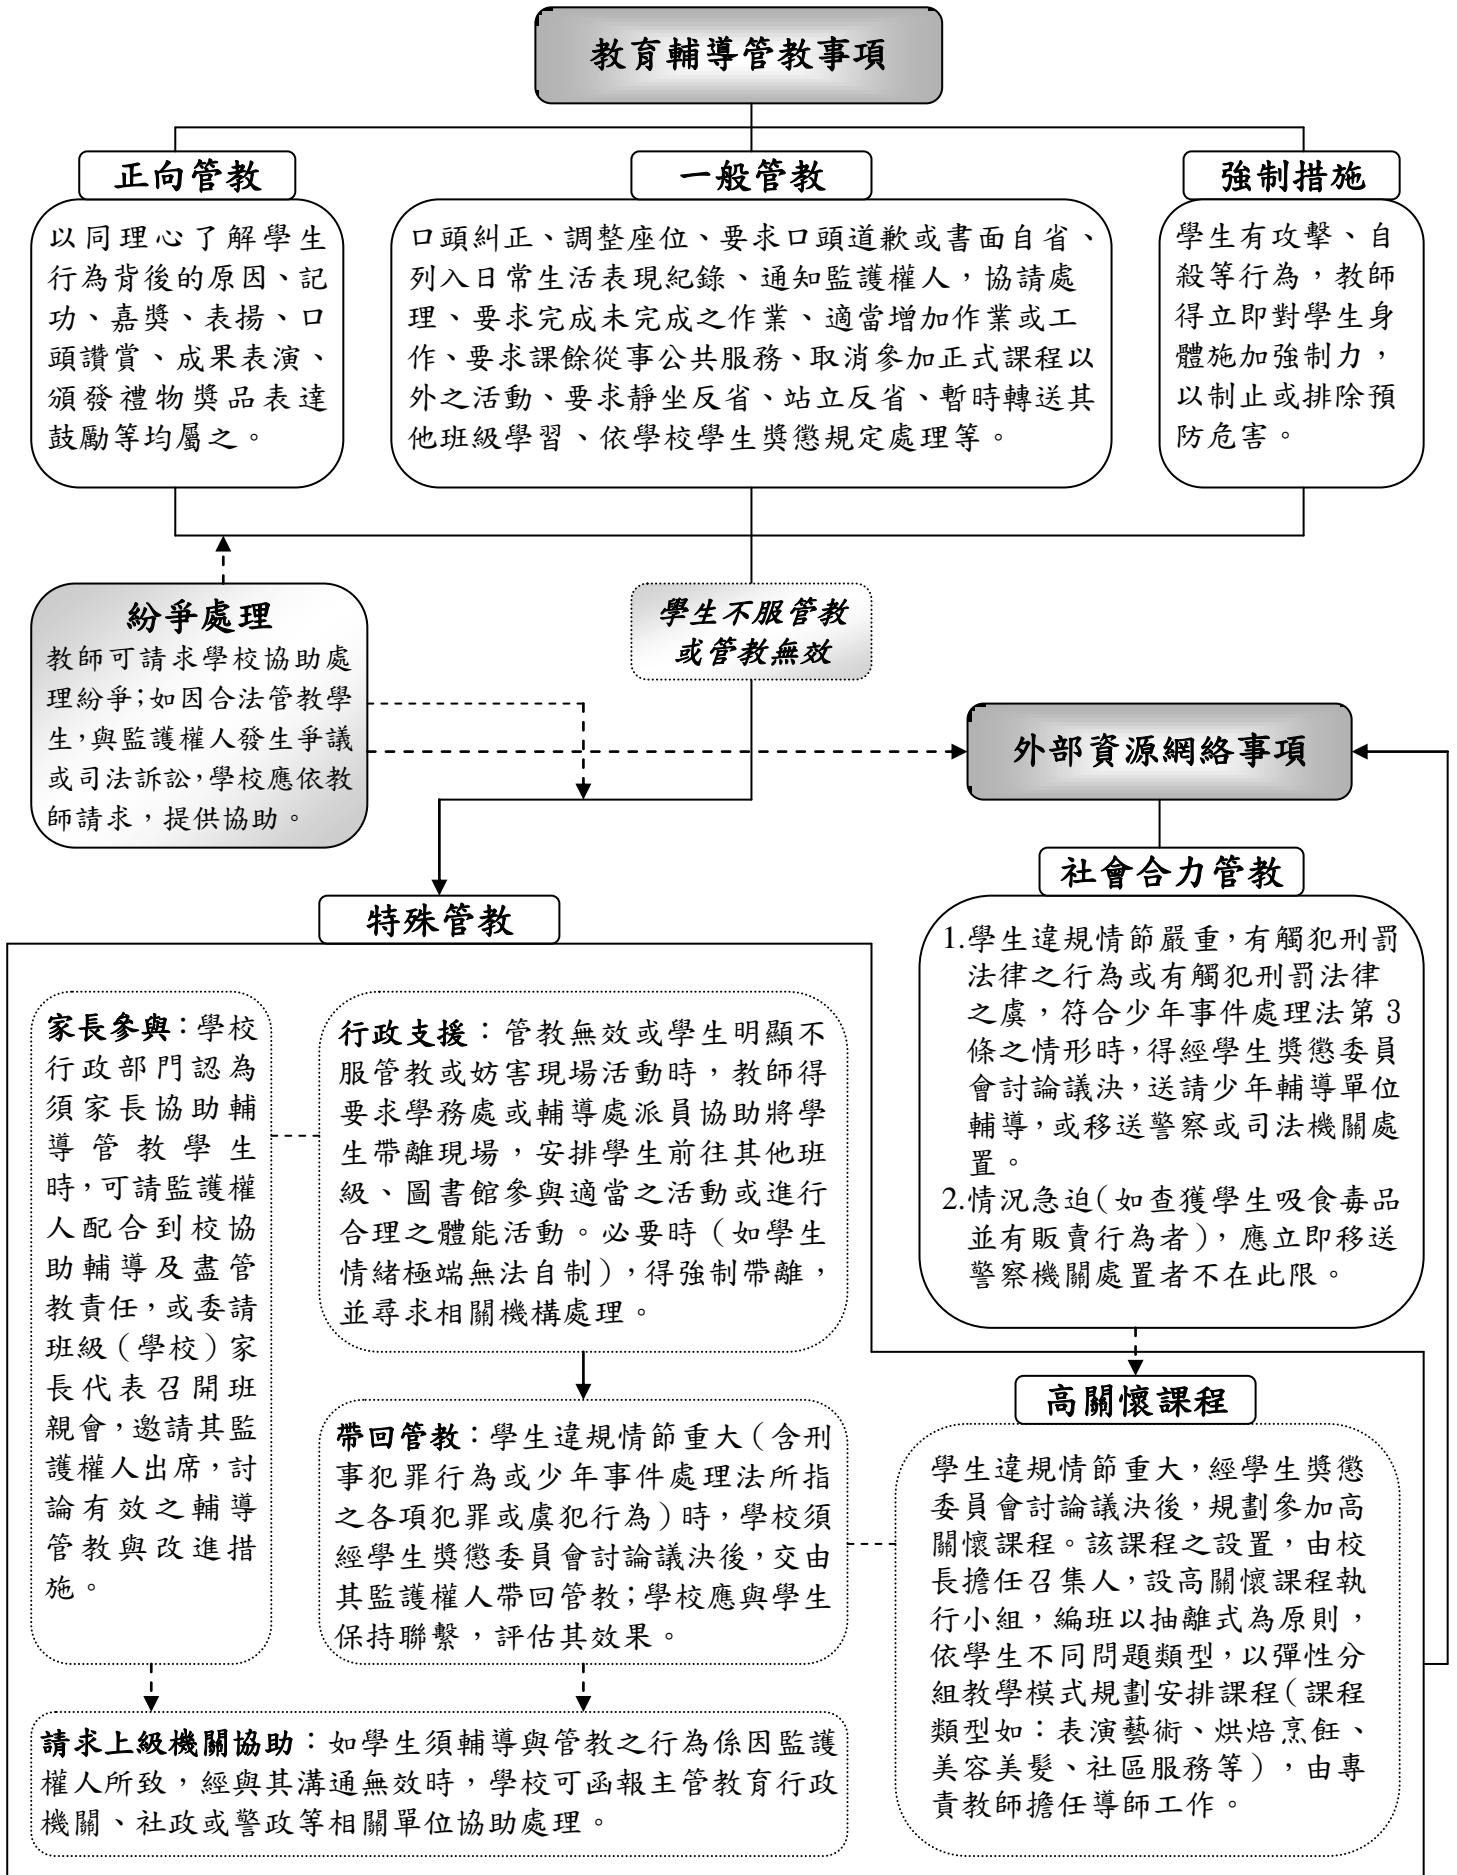 教育輔導管教事項
正向管教
以同理心了解學生
行為背後的原因、記
功、嘉獎、表揚、口
頭讚賞、成果表演、
頒發禮物獎品表達
鼓勵等均屬之。
一般管教
口頭糾正、調整座位、要求口頭道歉或書面自省、
列入日常生活表現紀錄、通知監護權人，協請處
理、要求完成未完成之作業、適當增加作業或工
作、要求課餘從事公共服務、取消參加正式課程以
外之活動、要求靜坐反省、站立反省、暫時轉送其
他班級學習、依學校學生獎懲規定處理等。
強制措施
學生有攻擊、自
殺等行為，教師
得立即對學生身
體施加強制力，
以制止或排除預
防危害。
紛爭處理
教師可請求學校協助處
理紛爭；如因合法管教學
生，與監護權人發生爭議
或司法訴訟，學校應依教
師請求，提供協助。
學生不服管教
或管教無效
外部資源網絡事項
社會合力管教
1.學生違規情節嚴重，有觸犯刑罰
法律之行為或有觸犯刑罰法律
之虞，符合少年事件處理法第 3
條之情形時，得經學生獎懲委員
會討論議決，送請少年輔導單位
輔導，或移送警察或司法機關處
置。
2.情況急迫（如查獲學生吸食毒品
並有販賣行為者），應立即移送
警察機關處置者不在此限。
特殊管教
家長參與：學校
行政部門認為
須家長協助輔
導管教學生
時，可請監護權
人配合到校協
助輔導及盡管
教責任，或委請
班級（學校）家
長代表召開班
親會，邀請其監
護權人出席，討
論有效之輔導
管教與改進措
施。
行政支援：管教無效或學生明顯不
服管教或妨害現場活動時，教師得
要求學務處或輔導處派員協助將學
生帶離現場，安排學生前往其他班
級、圖書館參與適當之活動或進行
合理之體能活動。必要時（如學生
情緒極端無法自制），得強制帶離，
並尋求相關機構處理。
帶回管教：學生違規情節重大（含刑
事犯罪行為或少年事件處理法所指
之各項犯罪或虞犯行為）時，學校須
經學生獎懲委員會討論議決後，交由
其監護權人帶回管教；學校應與學生
保持聯繫，評估其效果。
高關懷課程
學生違規情節重大，經學生獎懲
委員會討論議決後，規劃參加高
關懷課程。該課程之設置，由校
長擔任召集人，設高關懷課程執
行小組，編班以抽離式為原則，
依學生不同問題類型，以彈性分
組教學模式規劃安排課程（課程
類型如：表演藝術、烘焙烹飪、
美容美髮、社區服務等），由專
責教師擔任導師工作。
請求上級機關協助：如學生須輔導與管教之行為係因監護
權人所致，經與其溝通無效時，學校可函報主管教育行政
機關、社政或警政等相關單位協助處理。